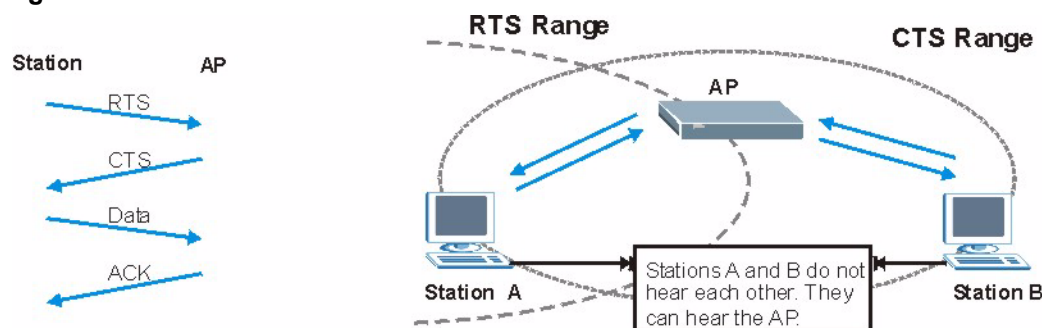 RTS Range
CTS Range
Station
AP
RTS
CTS
Data
ACK
AP
Station A
Stations A and B do not
hear each other. They
can hear the AP.
Station B